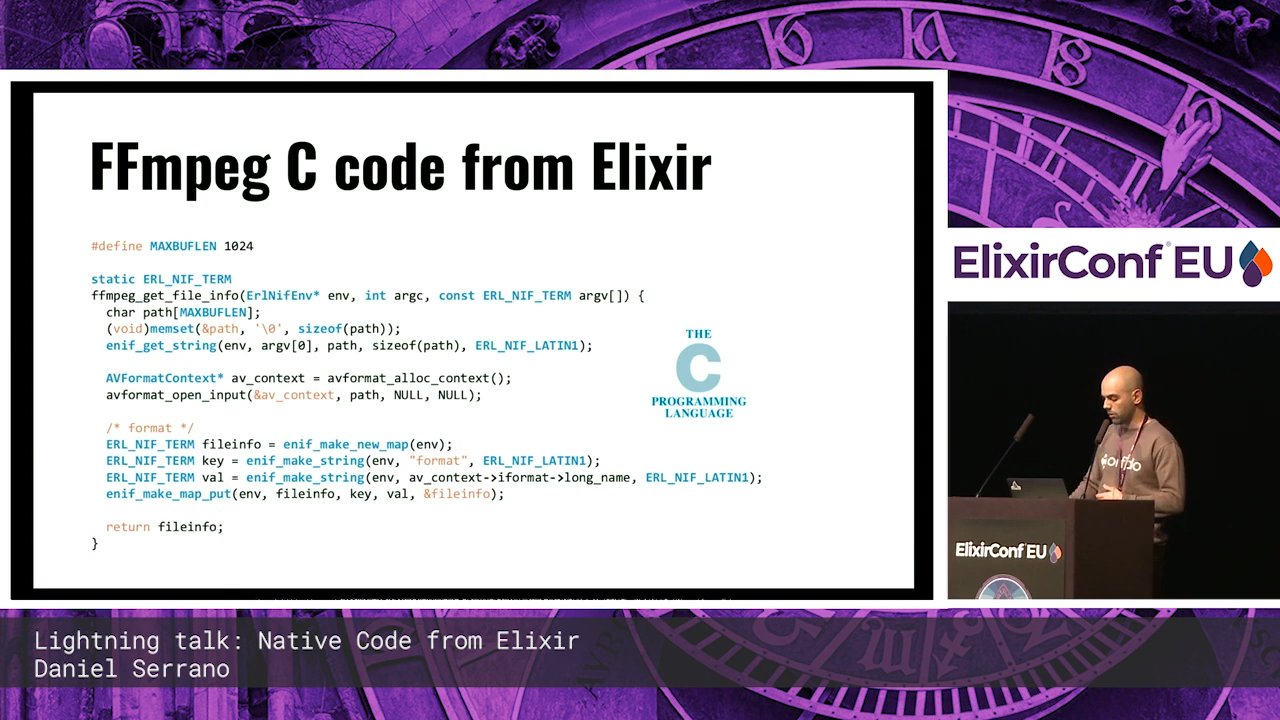 FFmpeg C code from Elixir
#define MAXBUFLEN 1024
static ERL_NIF_TERM
ffmpeg_get_file_info(ErlNifEnv* env, int argc, const ERL_NIF_TERM argv[]) {
char path[MAXBUFLEN];
(void)memset(&path, '\0', sizeof(path));
enif_get_string(env, argv[0], path, sizeof(path), ERL_NIF_LATIN1);
AVFormatContext* av_context = avformat_alloc_context();
avformat_open_input(&av_context, path, NULL, NULL);
/* format */
ERL_NIF_TERM fileinfo = enif_make_new_map(env);
ERL_NIF_TERM key = enif_make_string(env, "format", ERL_NIF_LATIN1);
ERL_NIF_TERM val = enif_make_string(env, av_context->iformat->long_name, ERL_NIF_LATIN1);
enif_make_map_put(env, fileinfo, key, val, &fileinfo);
return fileinfo;
}
THE
C
PROGRAMMING
LANGUAGE
ElixirConf® EU
ElixirConf EU
Lightning talk: Native Code from Elixir
Daniel Serrano